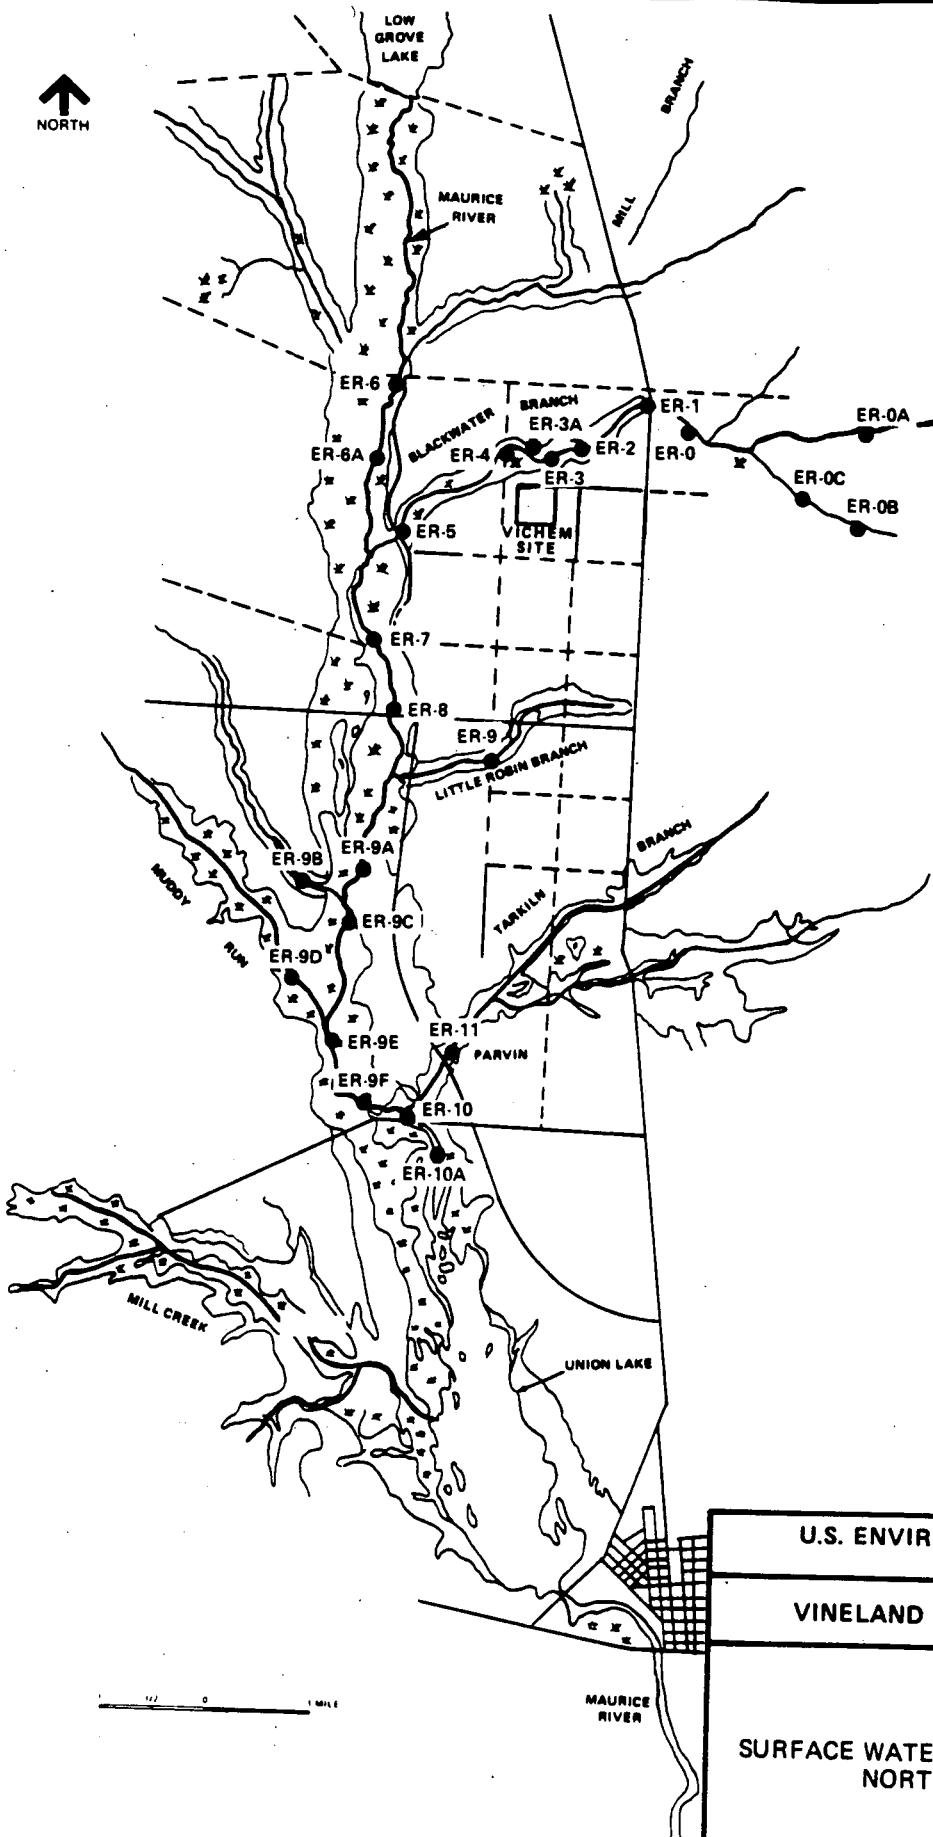 LOW
GROVE
LAKE
NORTH
BRANCH
MILL
MAURICE
RIVER
ER-6
BLACKWATER
BRANCH
ER-1
ER-0A
ER-3A
ER-6A
ER-4
ER-2
ER-0
ER-3
ER-0C
ER-0B
ER-5
VICHEM
SITE
ER-7
ER-8
ER-9
LITTLE ROBIN BRANCH
ER-9A
ER-9B
MUDDY
RUN
BRANCH
TARKILN
ER-9C
ER-9D
ER-11
ER-9E
PARVIN
ER-9F
ER-10
ER-10A
MILL CREEK
UNION LAKE
U.S. ENVIR
VINELAND
1/2
0
1 MILE
MAURICE
RIVER
SURFACE WATE
NORT